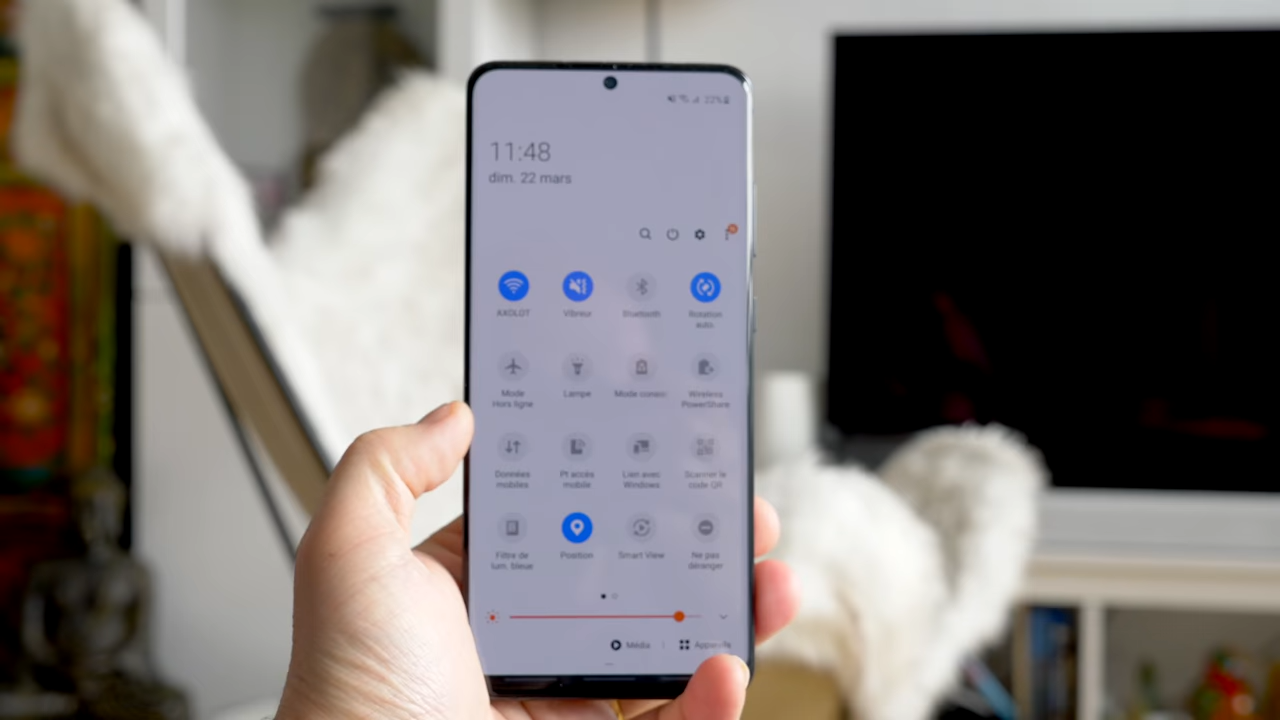 22%
11:48
dim. 22 mars
AXOLOT
Vibreur
Bluetooth
Rotation
auto
Mode
Hors ligne
Lampe
Mode conso
Wireless
PowerShare
Données
mobiles
Pt accès
mobile
Lien avec
Windows
Scanner le
code QR
Filtre de
lum. bleue
Position
Smart View
Ne pas
déranger
Média
Appareils